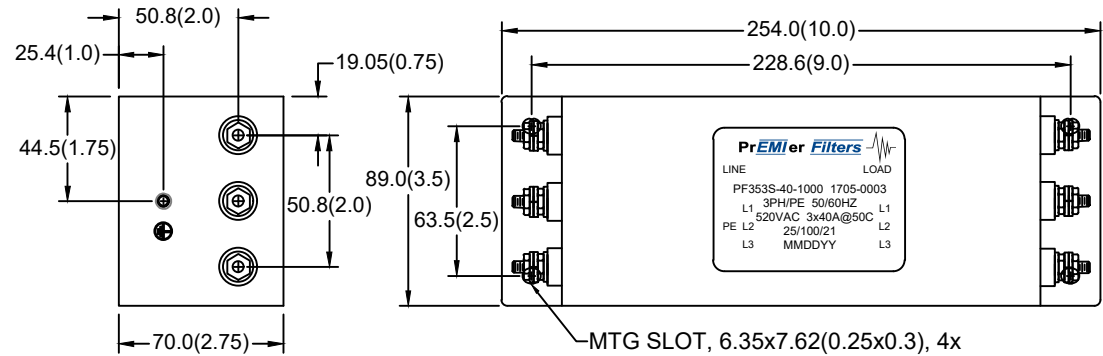 50.8(2.0)
25.4(1.0)
19.05(0.75)
44.5(1.75)
50.8(2.0)
70.0(2.75)
254.0(10.0)
228.6(9.0)
89.0(3.5)
63.5(2.5)
PrEMIer Filters
LINE LOAD
PF353S-40-1000 1705-0003
3PH/PE 50/60HZ
L1 L1
520VAC 3x40A@50C
PE L2 L2
25/100/21
L3 MMDDYY L3
MTG SLOT, 6.35x7.62(0.25x0.3), 4x